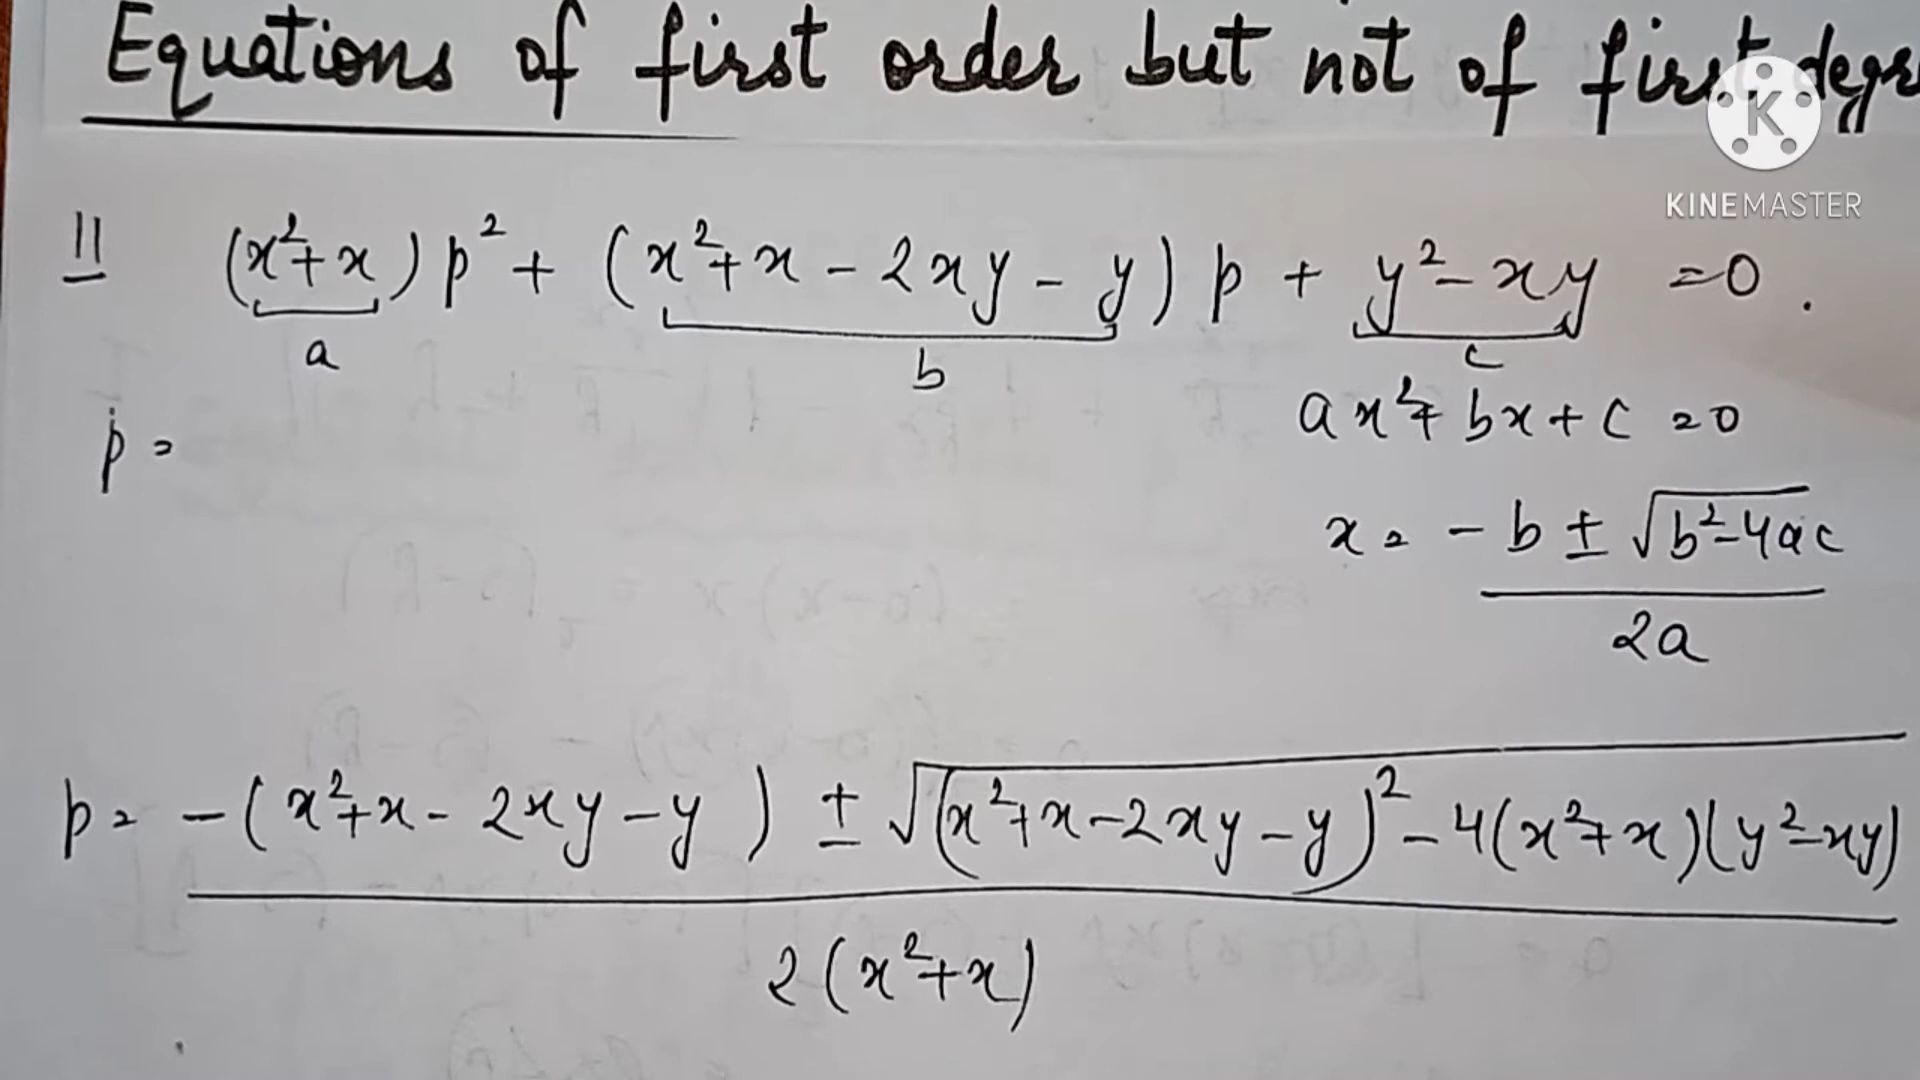 Equations of first order but not of first degr
K
KINEMASTER
11 (x²+x) p² + (x²+x - 2xy - y) p + y² - xy = 0 .
a b c
p =
ax² + bx + c = 0
x = - b ± √b²-4ac
2a
p = - (x²+x - 2xy - y ) ± √(x²+x-2xy-y)² - 4(x²+x)(y²-xy)
2(x²+x)